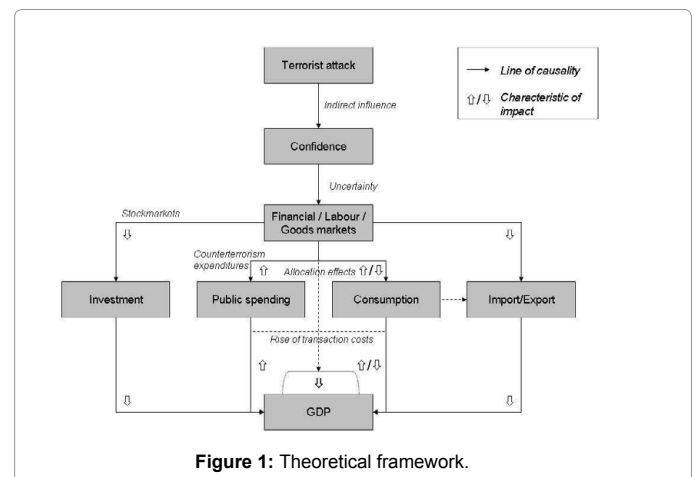 Terrorist attack
Line of causality
⇧/⇩ Characteristic of
impact
Indirect influence
Confidence
Uncertainty
Stockmarkets
⇩
Financial / Labour /
Goods markets
⇩
Counterterrorism
expenditures
⇧
Allocation effects ⇧/⇩
Investment
Public spending
Consumption
Import/Export
Rise of transaction costs
⇧
⇧/⇩
⇩
⇩
⇩
GDP
Figure 1: Theoretical framework.